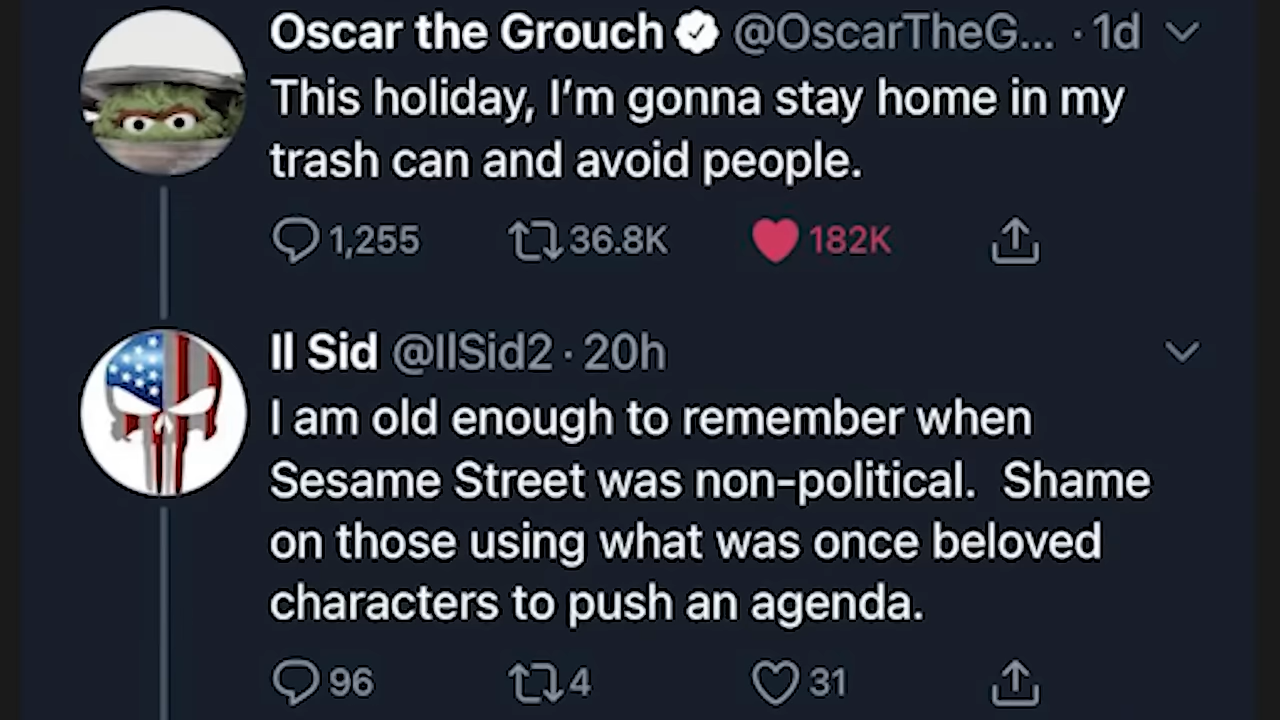 Oscar the Grouch @OscarTheG... · 1d
This holiday, I’m gonna stay home in my
trash can and avoid people.
1,255 36.8K 182K
Il Sid @IlSid2 · 20h
I am old enough to remember when
Sesame Street was non-political.  Shame
on those using what was once beloved
characters to push an agenda.
96 4 31